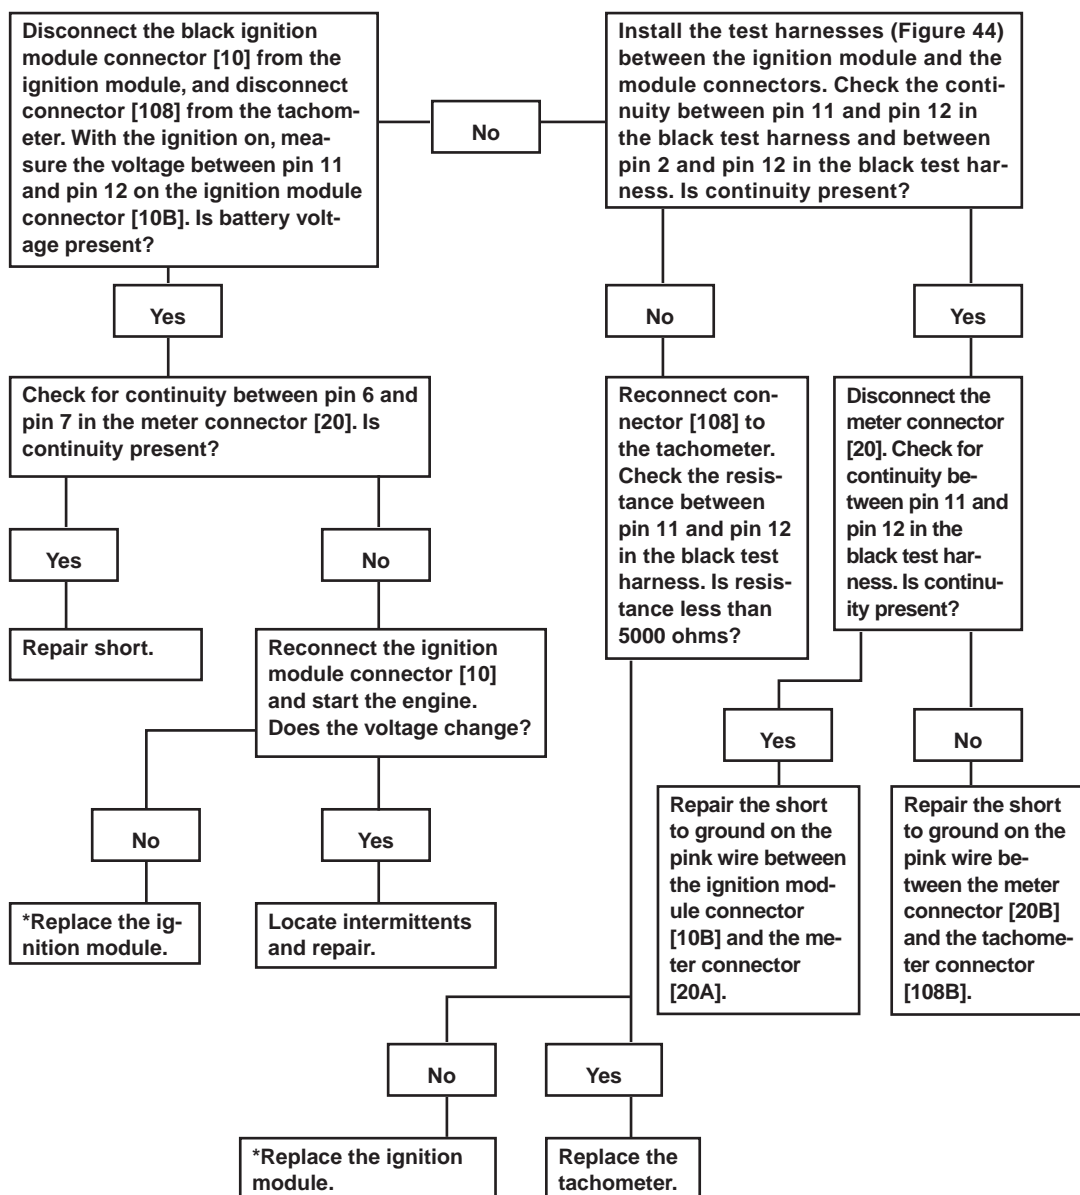 Disconnect the black ignition
module connector [10] from the
ignition module, and disconnect
connector [108] from the tachom-
eter. With the ignition on, mea-
sure the voltage between pin 11
and pin 12 on the ignition module
connector [10B]. Is battery volt-
age present?
No
Install the test harnesses (Figure 44)
between the ignition module and the
module connectors. Check the conti-
nuity between pin 11 and pin 12 in
the black test harness and between
pin 2 and pin 12 in the black test har-
ness. Is continuity present?
Yes
No
Yes
Check for continuity between pin 6 and
pin 7 in the meter connector [20]. Is
continuity present?
Reconnect con-
nector [108] to
the tachometer.
Check the resis-
tance between
pin 11 and pin 12
in the black test
harness. Is resis-
tance less than
5000 ohms?
Disconnect the
meter connector
[20]. Check for
continuity be-
tween pin 11 and
pin 12 in the
black test har-
ness. Is continu-
ity present?
Yes
No
Repair short.
Reconnect the ignition
module connector [10]
and start the engine.
Does the voltage change?
Yes
No
No
Yes
Repair the short
to ground on the
pink wire between
the ignition mod-
ule connector
[10B] and the me-
ter connector
[20A].
Repair the short
to ground on the
pink wire be-
tween the meter
connector [20B]
and the tachome-
ter connector
[108B].
*Replace the ig-
nition module.
Locate intermittents
and repair.
No
Yes
*Replace the ignition
module.
Replace the
tachometer.